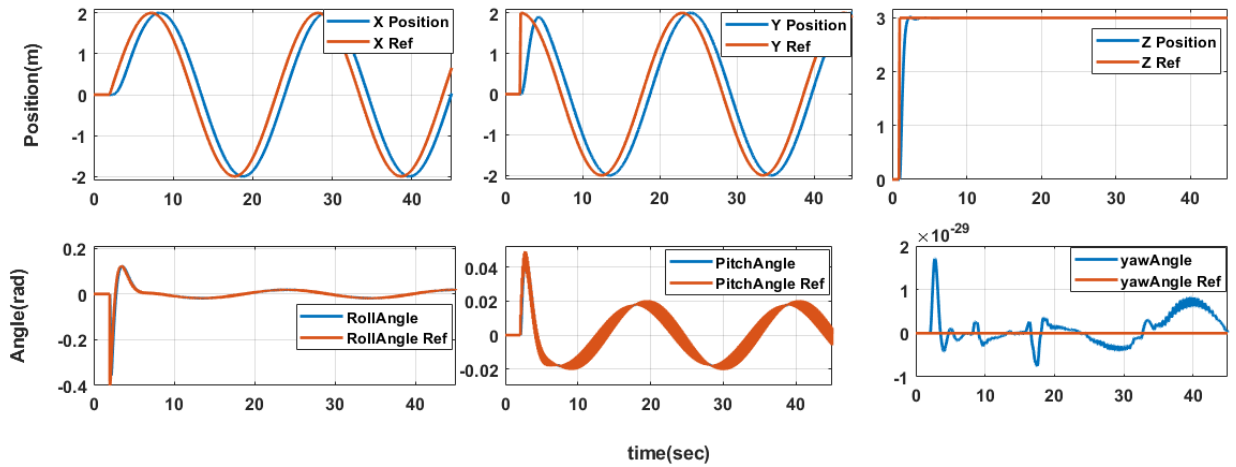 Position(m)
2
1
0
-1
-2
0 10 20 30 40
X Position
X Ref
2
1
0
-1
-2
0 10 20 30 40
Y Position
Y Ref
3
2
1
0
0 10 20 30 40
Z Position
Z Ref
Angle(rad)
0.2
0
-0.2
-0.4
0 10 20 30 40
RollAngle
RollAngle Ref
0.04
0.02
0
-0.02
0 10 20 30 40
PitchAngle
PitchAngle Ref
×10-29
2
1
0
-1
0 10 20 30 40
yawAngle
yawAngle Ref
time(sec)